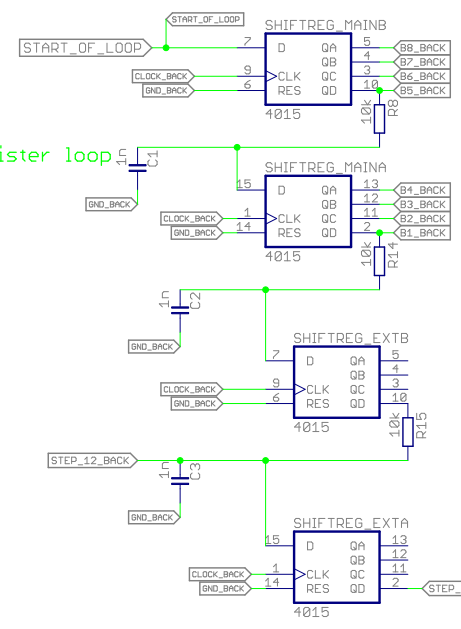 START_OF_LOOP
START_OF_LOOP
SHIFTREG_MAINB
7 D QA 5 B8_BACK
QB 4 B7_BACK
CLOCK_BACK 9 CLK QC 3 B6_BACK
GND_BACK 6 RES QD 10 B5_BACK
4015
10k R8
ister loop
1n C1
SHIFTREG_MAINA
15 D QA 13 B4_BACK
GND_BACK
QB 12 B3_BACK
CLOCK_BACK 1 CLK QC 11 B2_BACK
GND_BACK 14 RES QD 2 B1_BACK
4015
10k R14
1n C2
SHIFTREG_EXTB
GND_BACK
7 D QA 5
QB 4
CLOCK_BACK 9 CLK QC 3
GND_BACK 6 RES QD 10
4015
10k R15
STEP_12_BACK
1n C3
GND_BACK
SHIFTREG_EXTA
15 D QA 13
QB 12
CLOCK_BACK 1 CLK QC 11
GND_BACK 14 RES QD 2 STEP_
4015